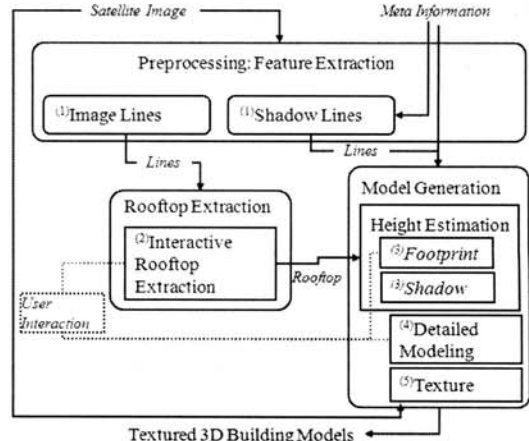 Satellite Image
Meta Information
Preprocessing: Feature Extraction
(1)Image Lines
(1)Shadow Lines
Lines
Lines
Rooftop Extraction
(2)Interactive
Rooftop
Extraction
Rooftop
Model Generation
Height Estimation
(3)Footprint
(3)Shadow
User
Interaction
(4)Detailed
Modeling
(5)Texture
Textured 3D Building Models